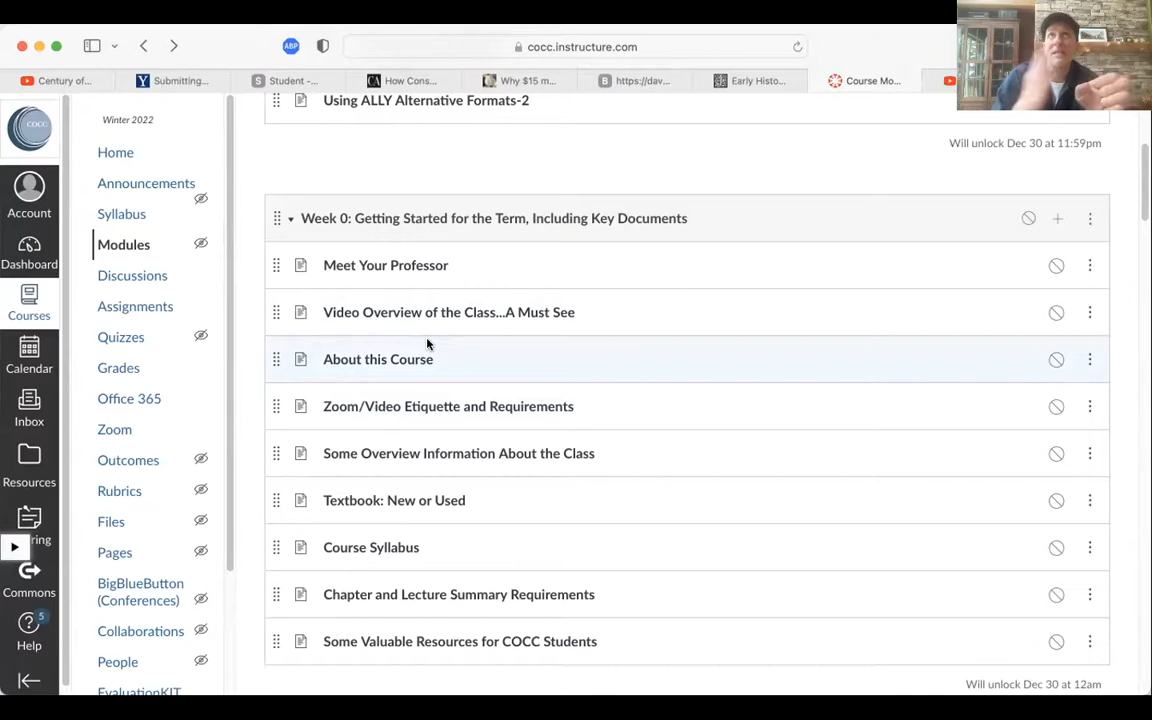 cocc.instructure.com
ABP
Century of...
Submitting...
Student -...
How Cons...
Why $15 m...
https://dav...
Early Histo...
Course Mo...
COCC
Account
Dashboard
Courses
Calendar
Inbox
Resources
ring
Commons
5
Help
Winter 2022
Home
Announcements
Syllabus
Modules
Discussions
Assignments
Quizzes
Grades
Office 365
Zoom
Outcomes
Rubrics
Files
Pages
BigBlueButton
(Conferences)
Collaborations
People
EvaluationKIT
Using ALLY Alternative Formats-2
Will unlock Dec 30 at 11:59pm
Week 0: Getting Started for the Term, Including Key Documents
Meet Your Professor
Video Overview of the Class...A Must See
About this Course
Zoom/Video Etiquette and Requirements
Some Overview Information About the Class
Textbook: New or Used
Course Syllabus
Chapter and Lecture Summary Requirements
Some Valuable Resources for COCC Students
Will unlock Dec 30 at 12am